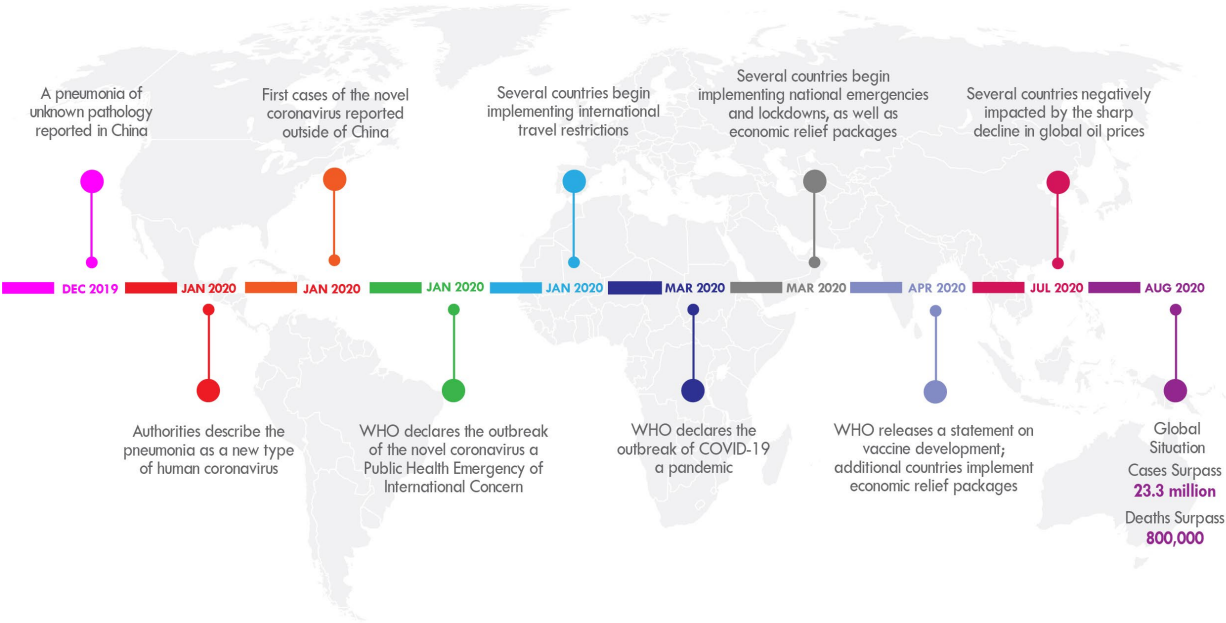 A pneumonia of
unknown pathology
reported in China
First cases of the novel
coronavirus reported
outside of China
Several countries begin
implementing international
travel restrictions
Several countries begin
implementing national emergencies
and lockdowns, as well as
economic relief packages
Several countries negatively
impacted by the sharp
decline in global oil prices
DEC 2019
JAN 2020
JAN 2020
JAN 2020
JAN 2020
MAR 2020
MAR 2020
APR 2020
JUL 2020
AUG 2020
Authorities describe the
pneumonia as a new type
of human coronavirus
WHO declares the outbreak
of the novel coronavirus a
Public Health Emergency of
International Concern
WHO declares the
outbreak of COVID-19
a pandemic
WHO releases a statement on
vaccine development;
additional countries implement
economic relief packages
Global
Situation
Cases Surpass
23.3 million
Deaths Surpass
800,000